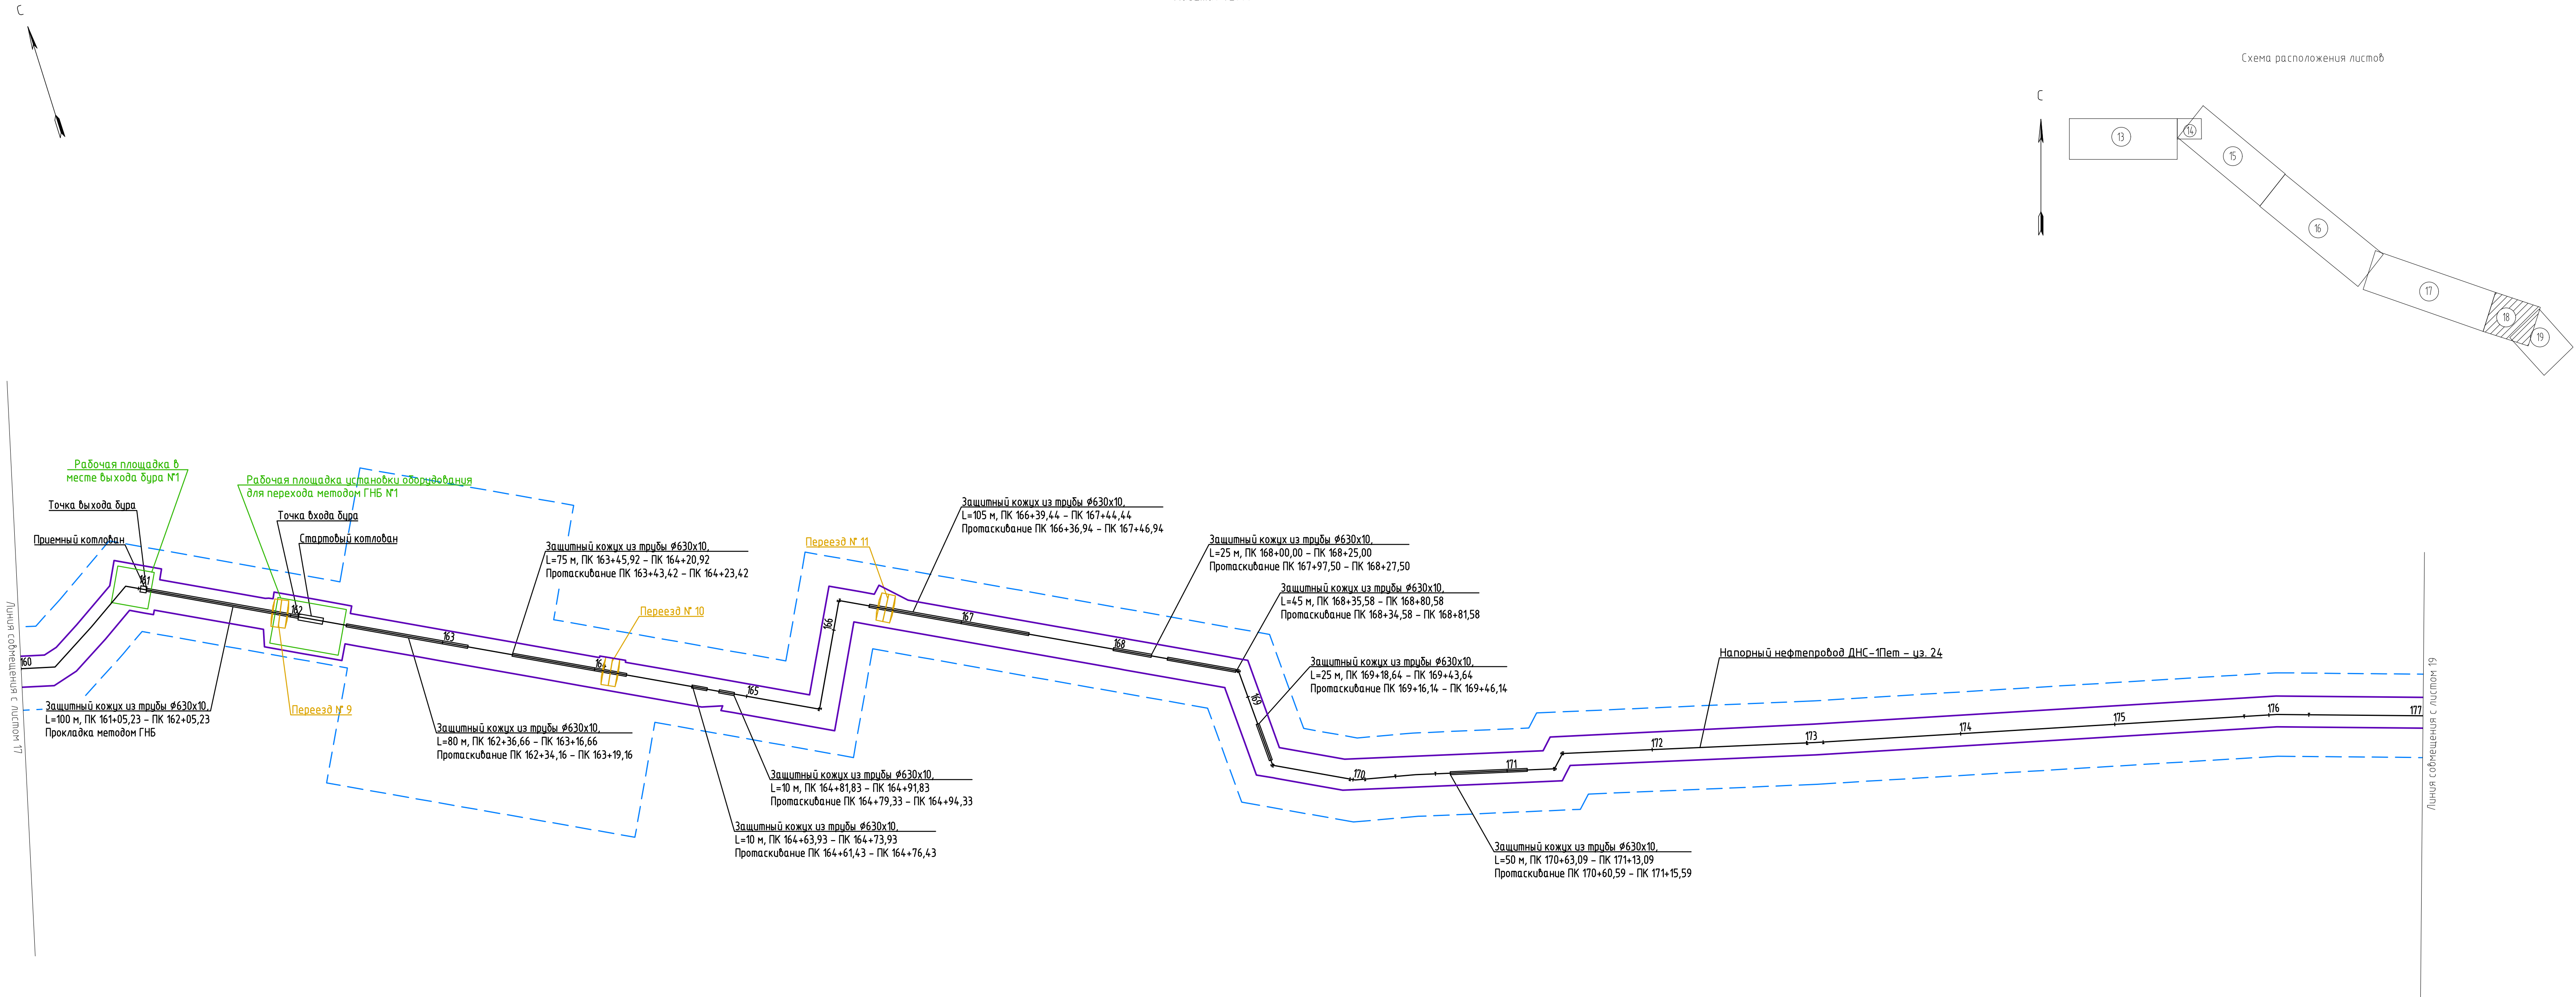 С
Схема расположения листов
С
13
14
15
16
17
18
19
Рабочая площадка в
месте выхода бура №1
Рабочая площадка установки оборудования
для перехода методом ГНБ №1
Точка выхода бура
Точка входа бура
Приемный котлован
Стартовый котлован
Защитный кожух из трубы ϕ630х10,
L=75 м, ПК 163+45,92 – ПК 164+20,92
Протаскивание ПК 163+43,42 – ПК 164+23,42
Переезд № 11
Защитный кожух из трубы ϕ630х10,
L=105 м, ПК 166+39,44 – ПК 167+44,44
Протаскивание ПК 166+36,94 – ПК 167+46,94
Защитный кожух из трубы ϕ630х10,
L=25 м, ПК 168+00,00 – ПК 168+25,00
Протаскивание ПК 167+97,50 – ПК 168+27,50
Защитный кожух из трубы ϕ630х10,
L=45 м, ПК 168+35,58 – ПК 168+80,58
Протаскивание ПК 168+34,58 – ПК 168+81,58
Переезд № 10
Защитный кожух из трубы ϕ630х10,
L=25 м, ПК 169+18,64 – ПК 169+43,64
Протаскивание ПК 169+16,14 – ПК 169+46,14
Напорный нефтепровод ДНС-1Пет – уз. 24
Линия совмещения с листом 17
160
161
162
163
164
165
166
167
168
169
170
171
172
173
174
175
176
177
Линия совмещения с листом 19
Защитный кожух из трубы ϕ630х10,
L=100 м, ПК 161+05,23 – ПК 162+05,23
Прокладка методом ГНБ
Переезд № 9
Защитный кожух из трубы ϕ630х10,
L=80 м, ПК 162+36,66 – ПК 163+16,66
Протаскивание ПК 162+34,16 – ПК 163+19,16
Защитный кожух из трубы ϕ630х10,
L=10 м, ПК 164+81,83 – ПК 164+91,83
Протаскивание ПК 164+79,33 – ПК 164+94,33
Защитный кожух из трубы ϕ630х10,
L=10 м, ПК 164+63,93 – ПК 164+73,93
Протаскивание ПК 164+61,43 – ПК 164+76,43
Защитный кожух из трубы ϕ630х10,
L=50 м, ПК 170+63,09 – ПК 171+13,09
Протаскивание ПК 170+60,59 – ПК 171+15,59